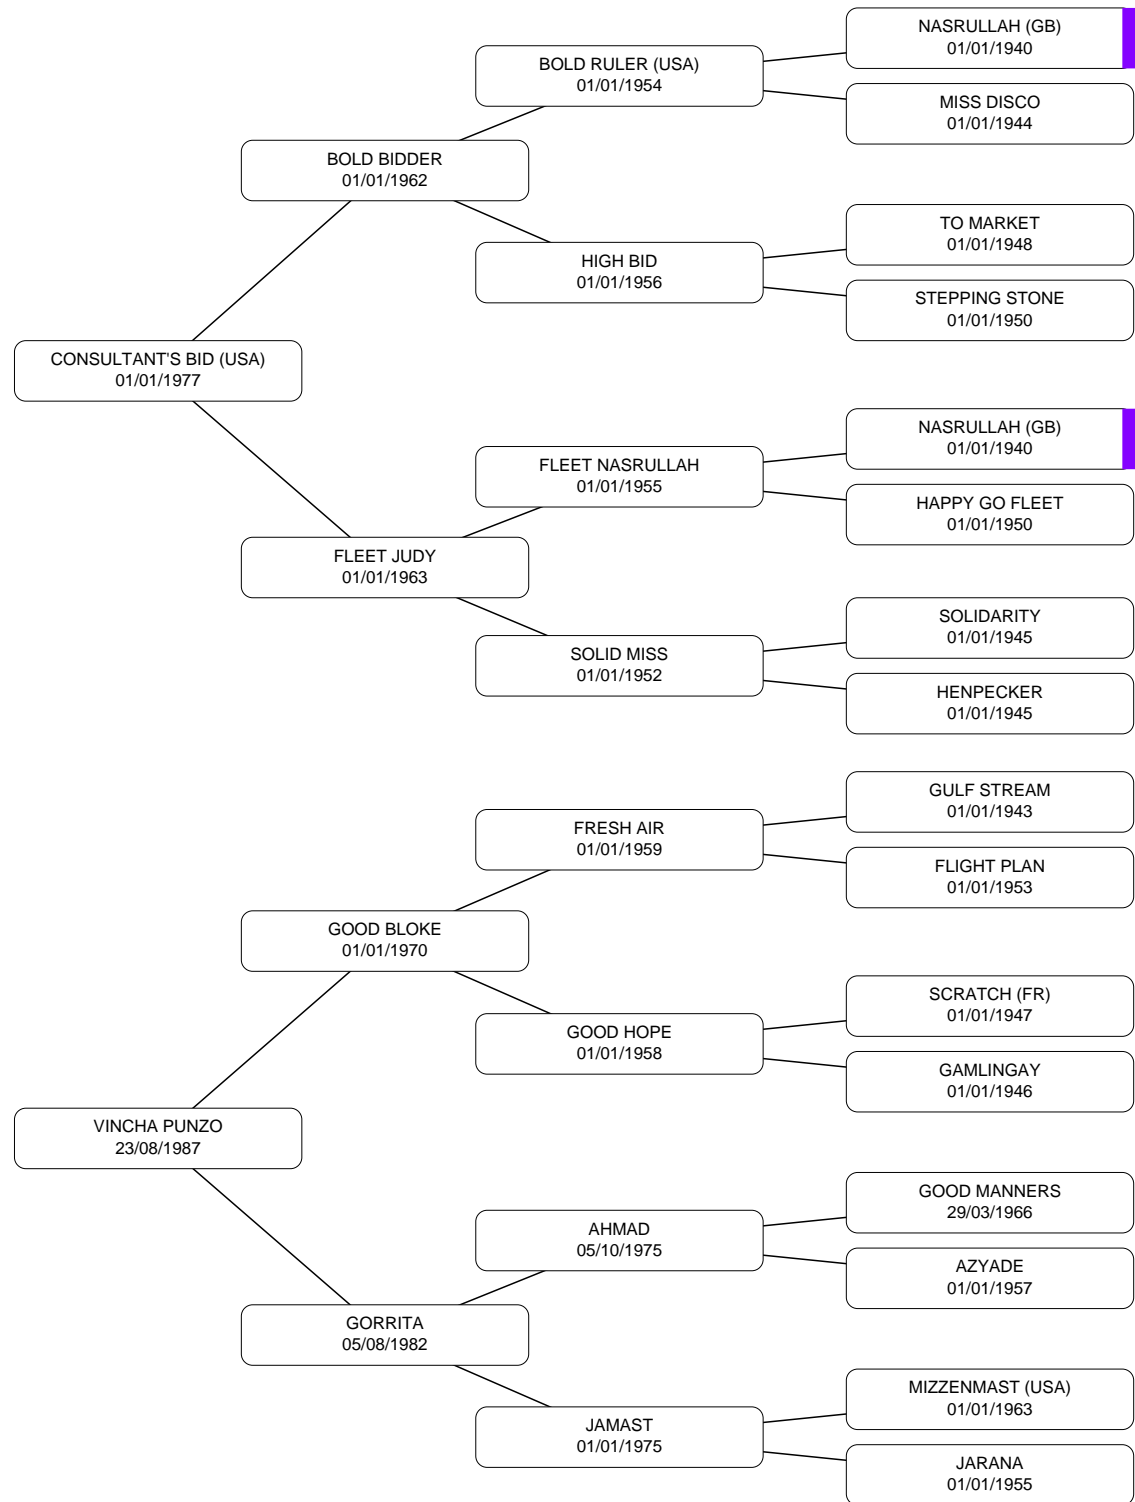 NASRULLAH (GB)
01/01/1940
BOLD RULER (USA)
01/01/1954
MISS DISCO
01/01/1944
BOLD BIDDER
01/01/1962
TO MARKET
01/01/1948
HIGH BID
01/01/1956
STEPPING STONE
01/01/1950
CONSULTANT'S BID (USA)
01/01/1977
NASRULLAH (GB)
01/01/1940
FLEET NASRULLAH
01/01/1955
HAPPY GO FLEET
01/01/1950
FLEET JUDY
01/01/1963
SOLIDARITY
01/01/1945
SOLID MISS
01/01/1952
HENPECKER
01/01/1945
GULF STREAM
01/01/1943
FRESH AIR
01/01/1959
FLIGHT PLAN
01/01/1953
GOOD BLOKE
01/01/1970
SCRATCH (FR)
01/01/1947
GOOD HOPE
01/01/1958
GAMLINGAY
01/01/1946
VINCHA PUNZO
23/08/1987
GOOD MANNERS
29/03/1966
AHMAD
05/10/1975
AZYADE
01/01/1957
GORRITA
05/08/1982
MIZZENMAST (USA)
01/01/1963
JAMAST
01/01/1975
JARANA
01/01/1955